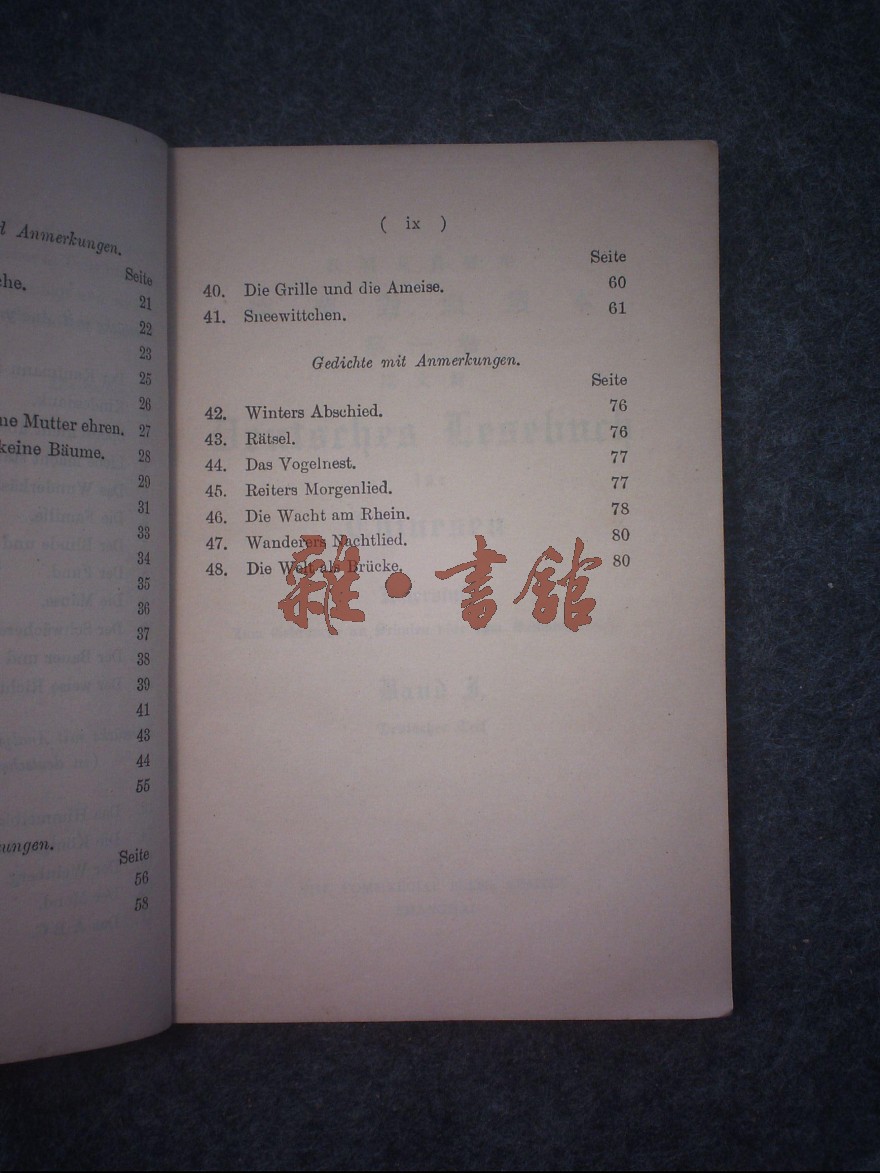 d Anmerkungen.
Seite
che.
21
22
23
25
26
ne Mutter ehren. 27
keine Bäume. 28
29
31
33
34
35
36
37
38
39
41
43
44
55
ungen.
Seite
56
58
( ix )
Seite
40. Die Grille und die Ameise. 60
41. Sneewittchen. 61
Gedichte mit Anmerkungen.
Seite
42. Winters Abschied. 76
43. Rätsel. 76
44. Das Vogelnest. 77
45. Reiters Morgenlied. 77
46. Die Wacht am Rhein. 78
47. Wanderers Nachtlied. 80
48. Die Welt als Brücke. 80
雜·書館